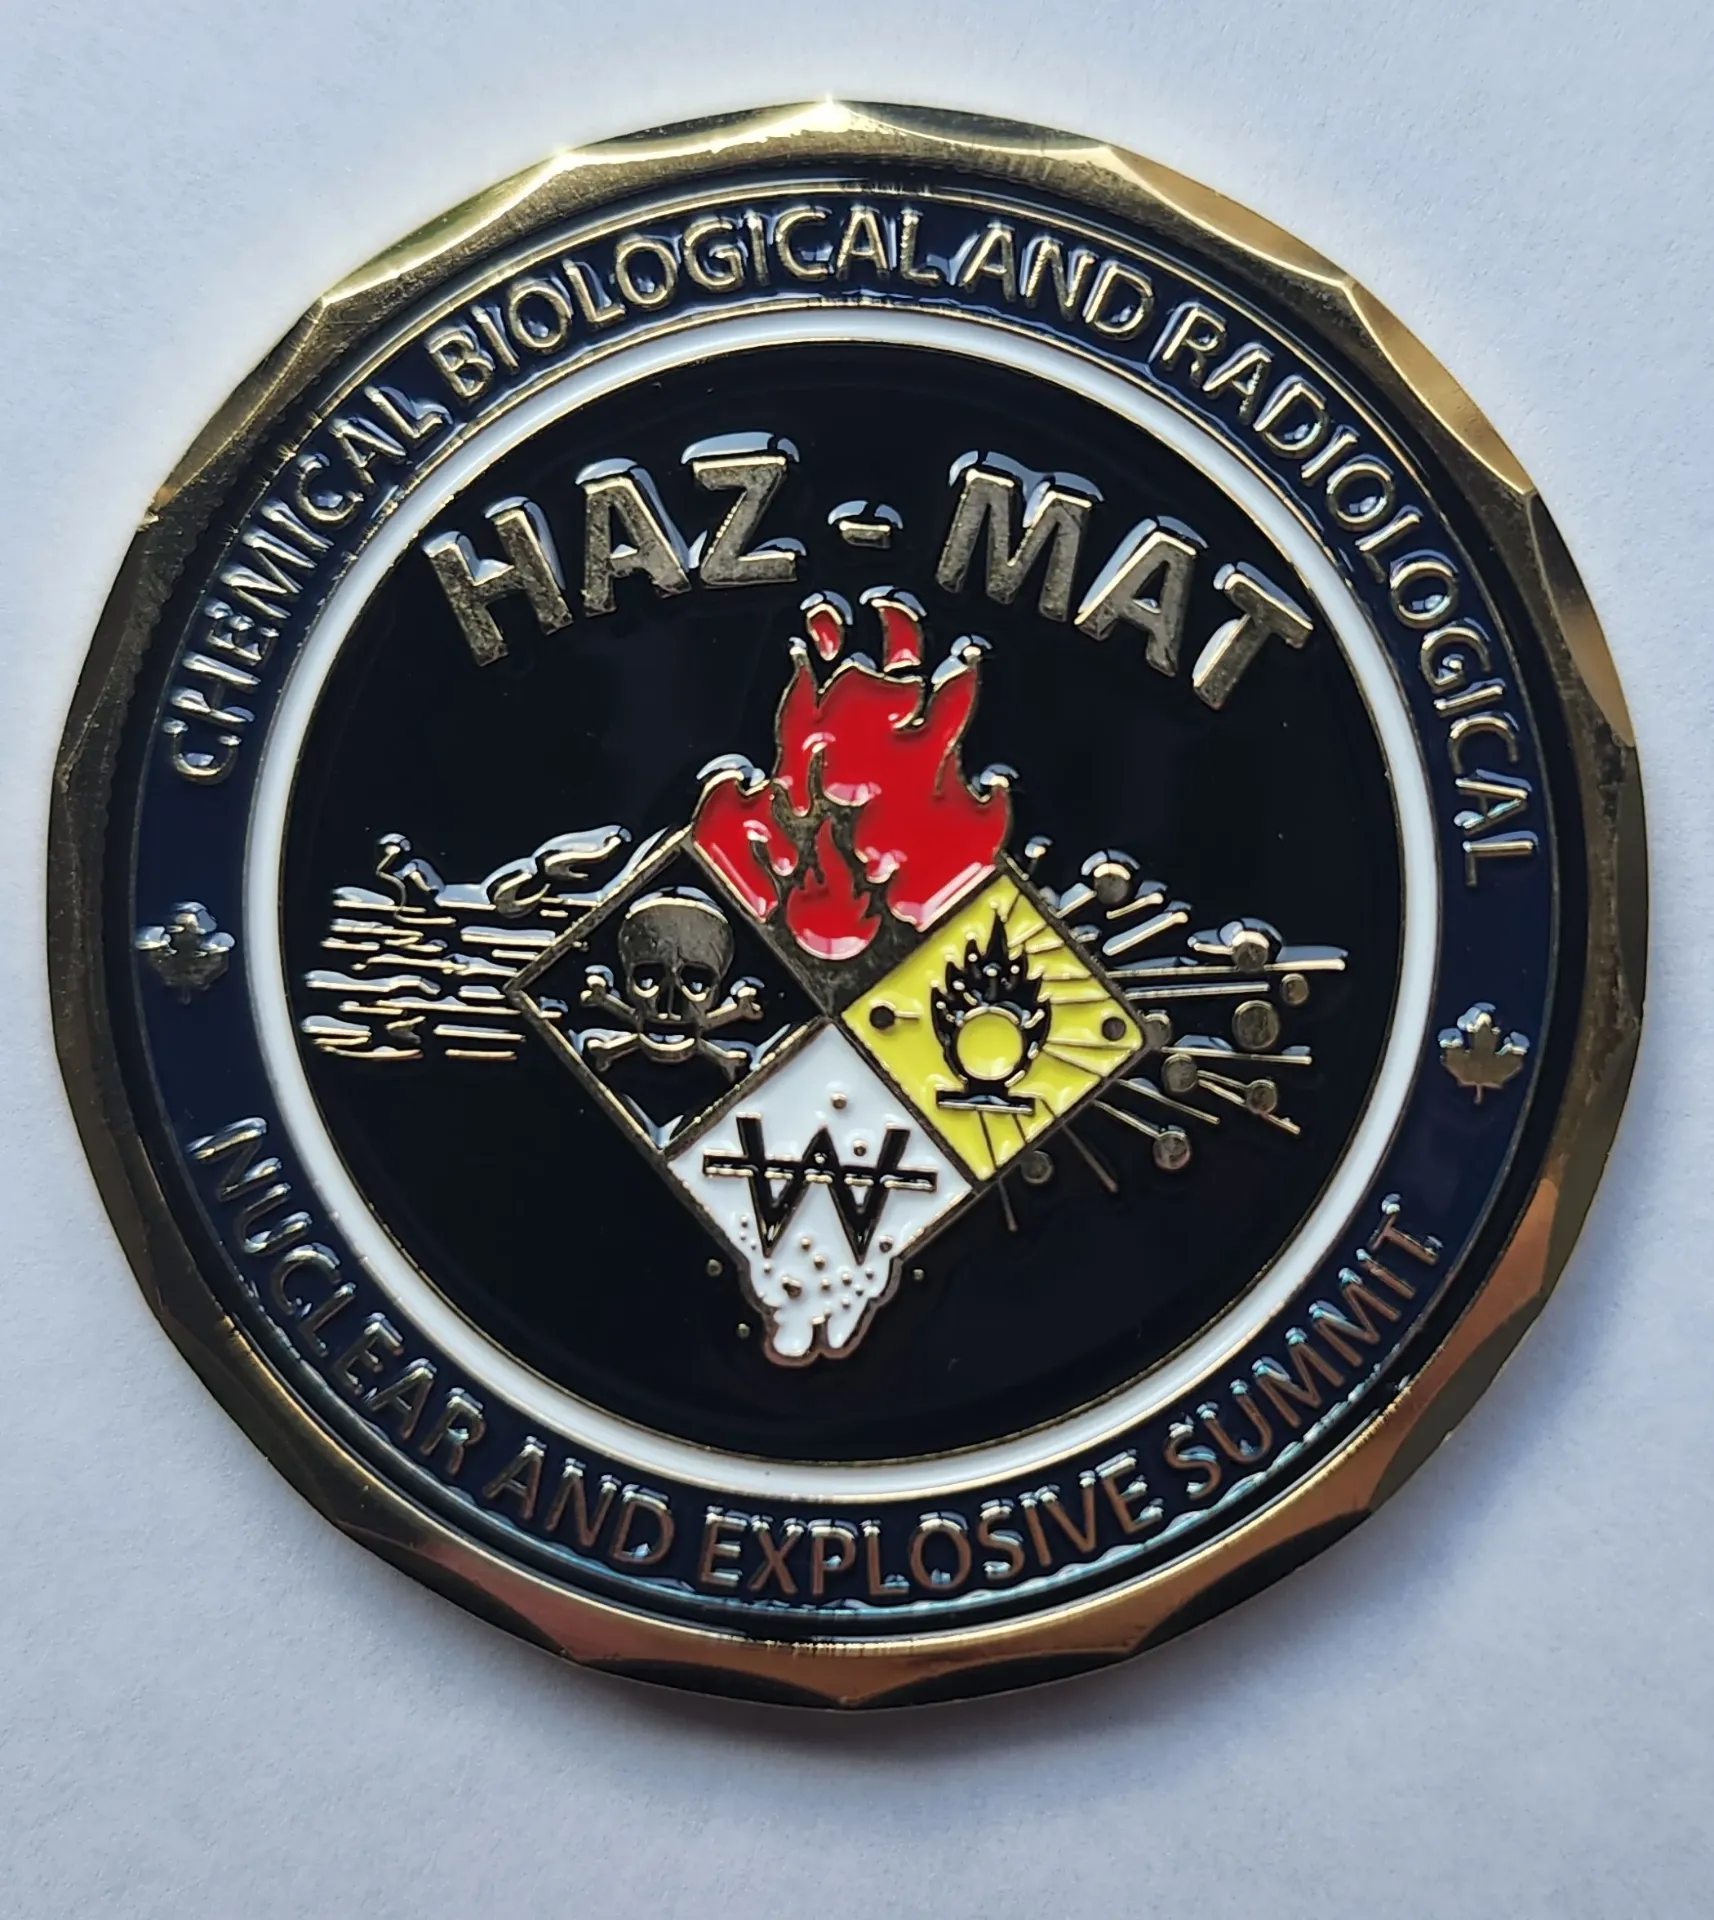 CHEMICAL BIOLOGICAL AND RADIOLOGICAL
HAZ-MAT
W
NUCLEAR AND EXPLOSIVE SUMMIT